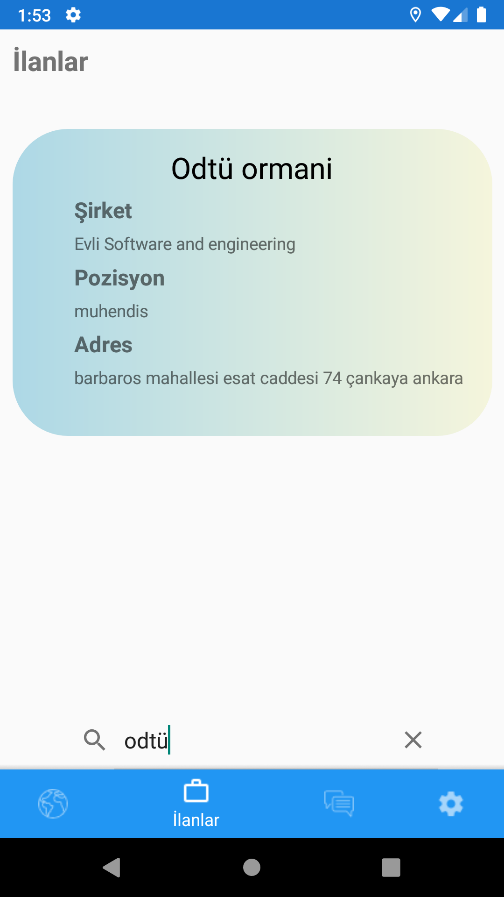 1:53
İlanlar
Odtü ormani
Şirket
Evli Software and engineering
Pozisyon
muhendis
Adres
barbaros mahallesi esat caddesi 74 çankaya ankara
odtü
İlanlar